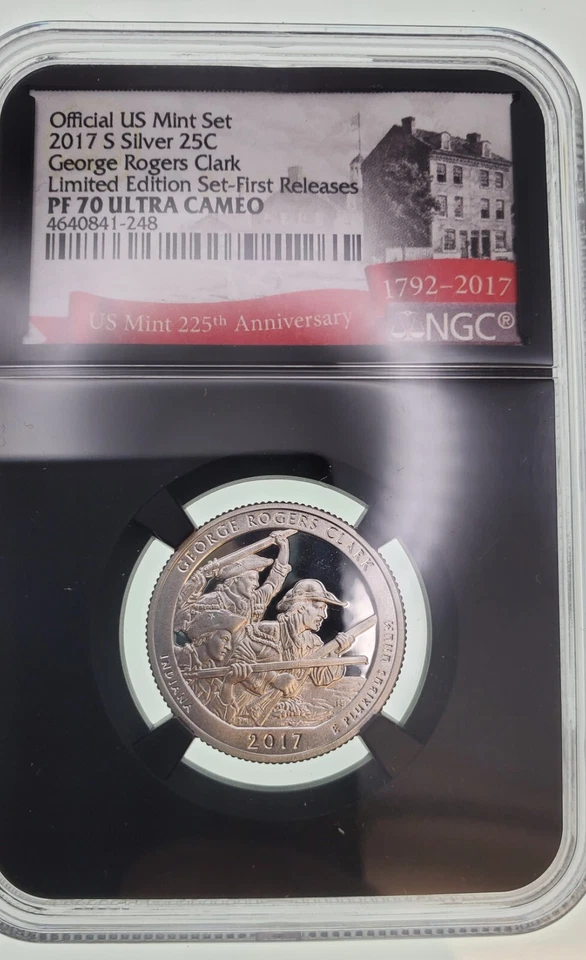 Official US Mint Set
2017 S Silver 25C
George Rogers Clark
Limited Edition Set-First Releases
PF 70 ULTRA CAMEO
4640841-248
1792-2017
US Mint 225th Anniversary
NGC®
GEORGE ROGERS CLARK
INDIANA
2017
E PLURIBUS UNUM